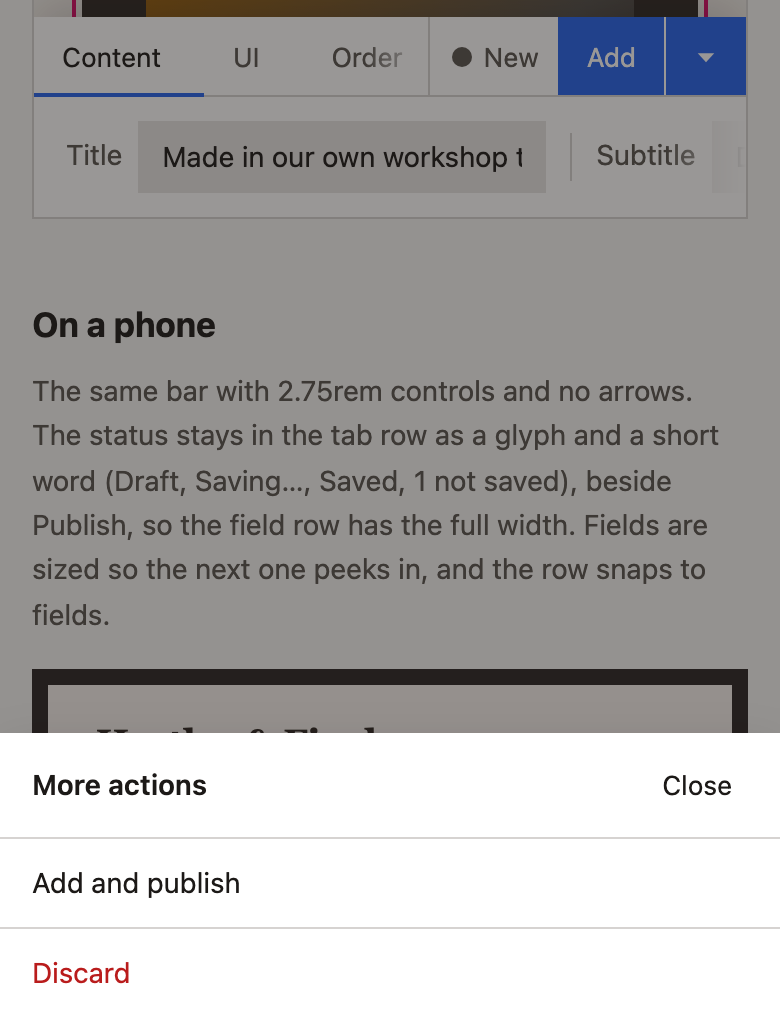 Content UI Order New Add
Title Made in our own workshop Subtitle
On a phone
The same bar with 2.75rem controls and no arrows.
The status stays in the tab row as a glyph and a short
word (Draft, Saving…, Saved, 1 not saved), beside
Publish, so the field row has the full width. Fields are
sized so the next one peeks in, and the row snaps to
fields.
More actions Close
Add and publish
Discard